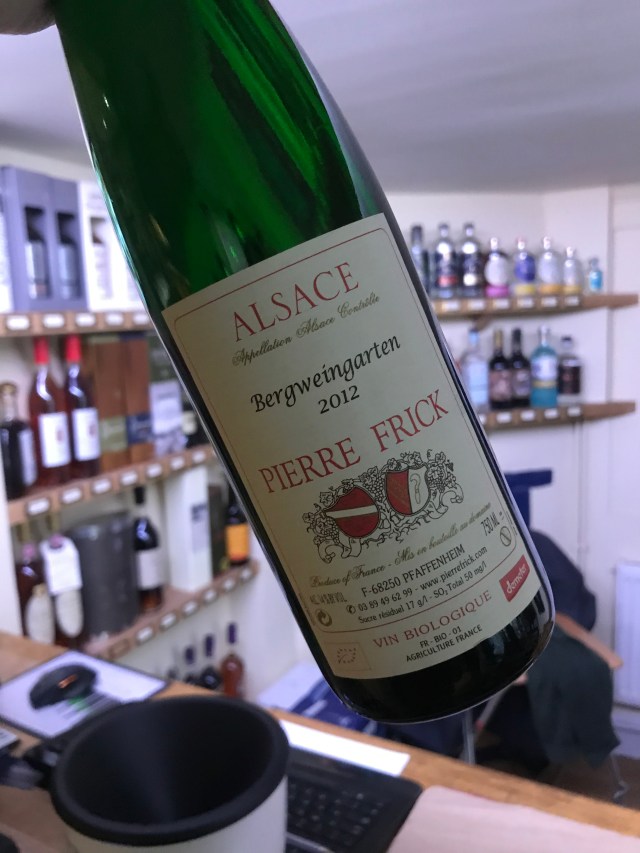 ALSACE
Appellation Alsace Contrôlée
Bergweingarten
2012
PIERRE FRICK
Produce of France - Mis en bouteille au domaine
750 ML
F-68250 PFAFFENHEIM
✆ 03 89 49 62 99 - www.pierrefrick.com
Sucre résiduel 17 g/l - SO₂ Total 50 mg/l
VIN BIOLOGIQUE
demeter
FR - BIO - 01
AGRICULTURE FRANCE